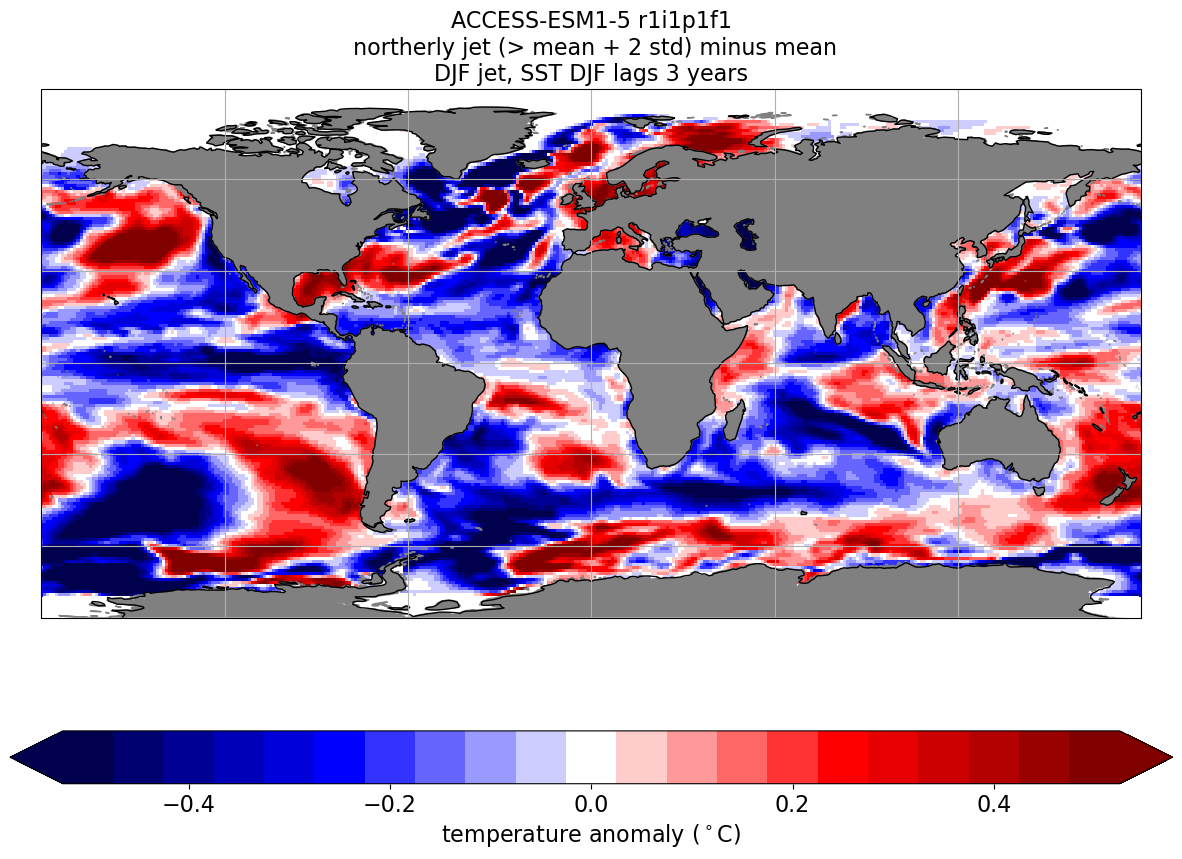 ACCESS-ESM1-5 r1i1p1f1
northerly jet (> mean + 2 std) minus mean
DJF jet, SST DJF lags 3 years
−0.4 −0.2 0.0 0.2 0.4
temperature anomaly (∘C)